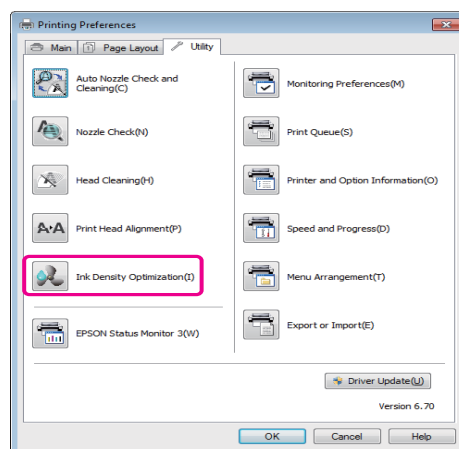 Printing Preferences
Main
Page Layout
Utility
Auto Nozzle Check and
Cleaning(C)
Nozzle Check(N)
Head Cleaning(H)
Print Head Alignment(P)
Ink Density Optimization(I)
EPSON Status Monitor 3(W)
Monitoring Preferences(M)
Print Queue(S)
Printer and Option Information(O)
Speed and Progress(D)
Menu Arrangement(T)
Export or Import(E)
Driver Update(U)
Version 6.70
OK
Cancel
Help